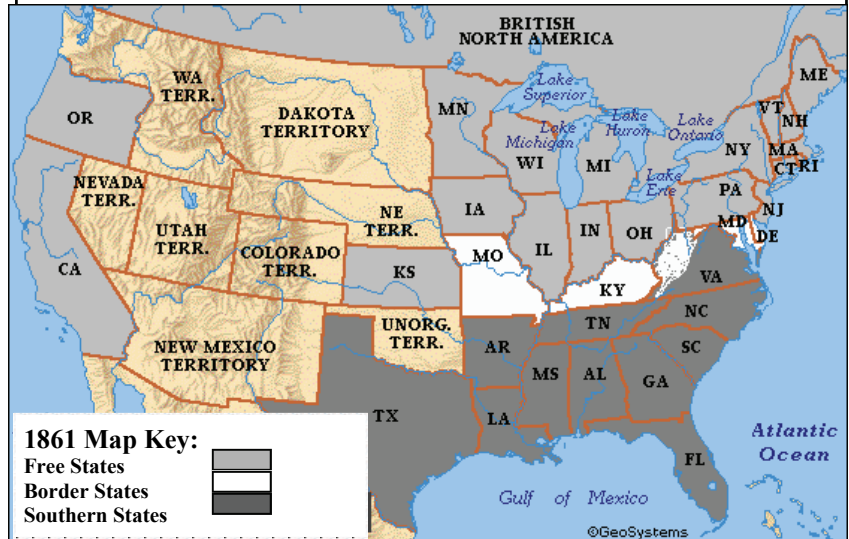 BRITISH
NORTH AMERICA
WA
TERR.
OR
DAKOTA
TERRITORY
MN
Lake
Superior
Lake
Michigan
Lake
Huron
Lake
Ontario
Lake
Erie
ME
VT
NH
MA
CT
RI
NY
WI
MI
PA
NJ
MD
DE
NEVADA
TERR.
UTAH
TERR.
NE
TERR.
COLORADO
TERR.
IA
IL
IN
OH
CA
KS
MO
KY
VA
NEW MEXICO
TERRITORY
UNORG.
TERR.
AR
TN
NC
SC
MS
AL
GA
TX
LA
FL
Atlantic
Ocean
Gulf of Mexico
©GeoSystems
1861 Map Key:
Free States
Border States
Southern States